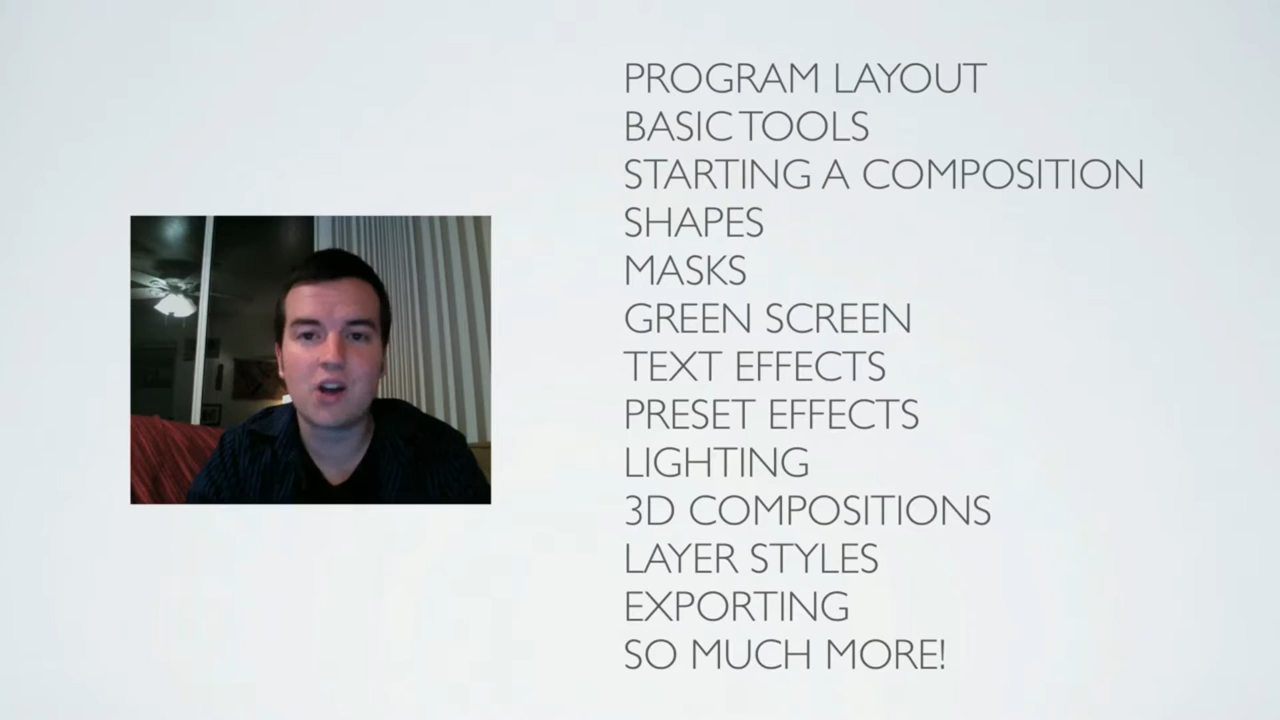 PROGRAM LAYOUT
BASIC TOOLS
STARTING A COMPOSITION
SHAPES
MASKS
GREEN SCREEN
TEXT EFFECTS
PRESET EFFECTS
LIGHTING
3D COMPOSITIONS
LAYER STYLES
EXPORTING
SO MUCH MORE!